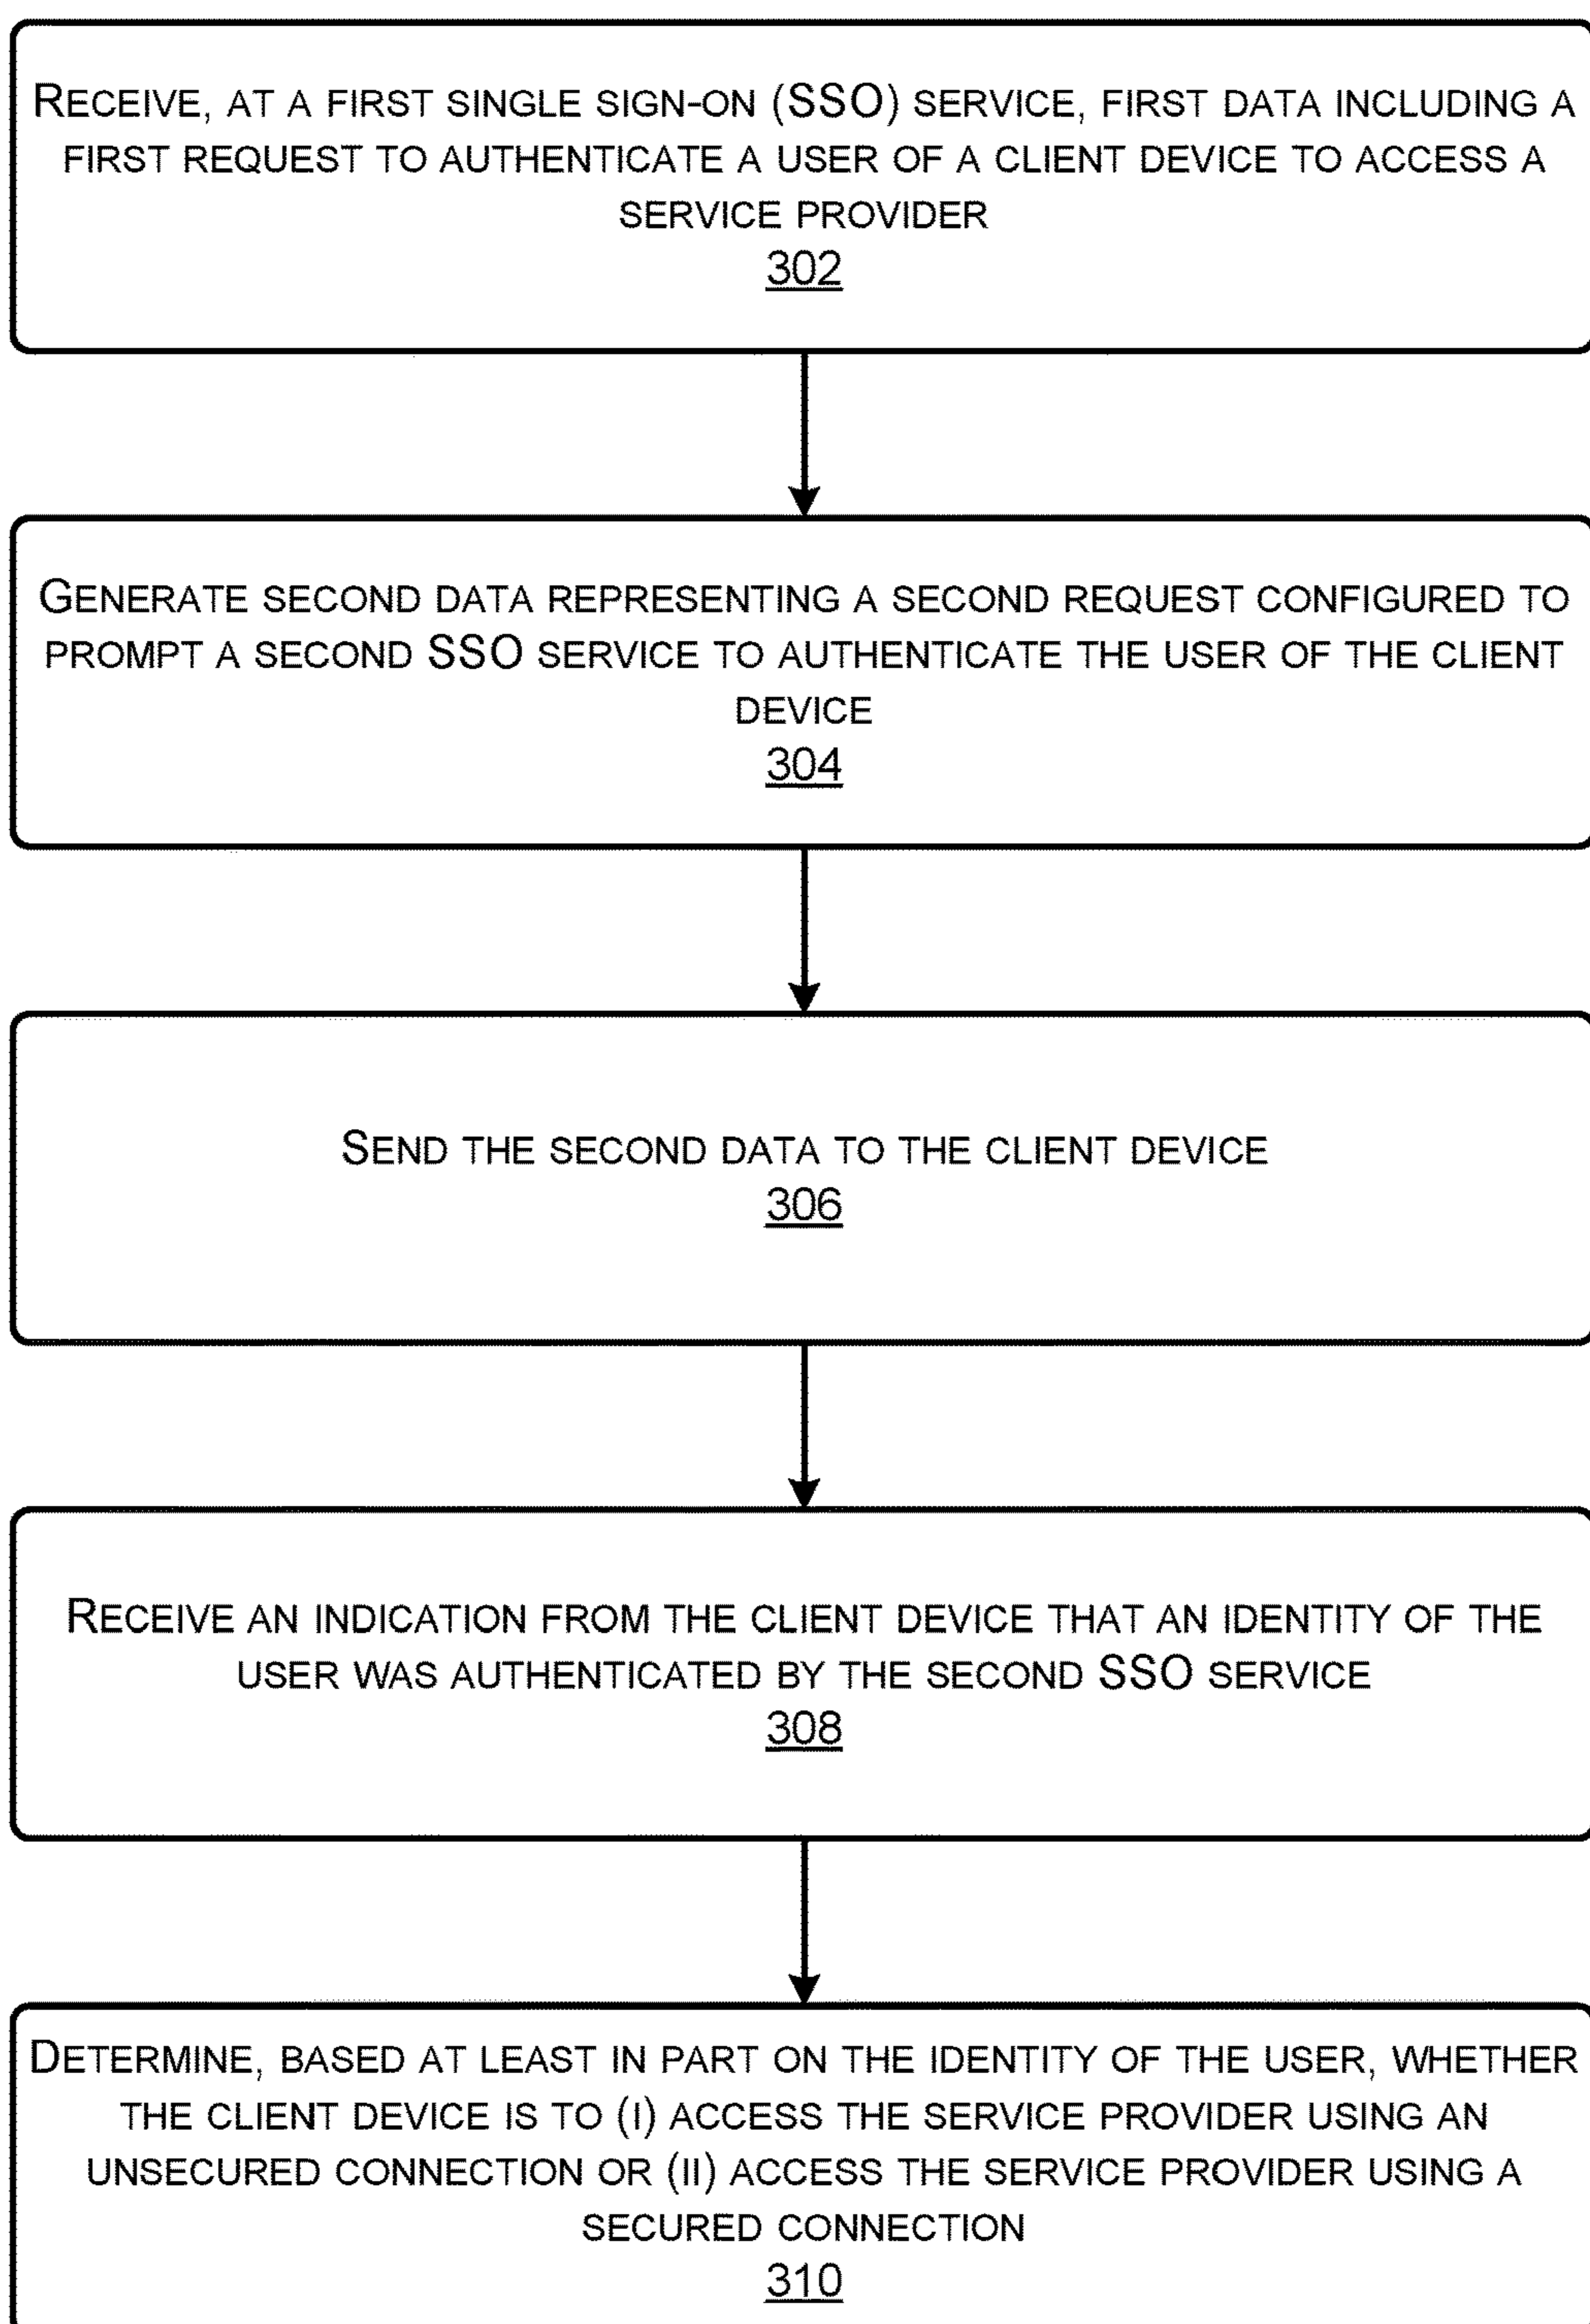 RECEIVE, AT A FIRST SINGLE SIGN-ON (SSO) SERVICE, FIRST DATA INCLUDING A
FIRST REQUEST TO AUTHENTICATE A USER OF A CLIENT DEVICE TO ACCESS A
SERVICE PROVIDER
302
GENERATE SECOND DATA REPRESENTING A SECOND REQUEST CONFIGURED TO
PROMPT A SECOND SSO SERVICE TO AUTHENTICATE THE USER OF THE CLIENT
DEVICE
304
SEND THE SECOND DATA TO THE CLIENT DEVICE
306
RECEIVE AN INDICATION FROM THE CLIENT DEVICE THAT AN IDENTITY OF THE
USER WAS AUTHENTICATED BY THE SECOND SSO SERVICE
308
DETERMINE, BASED AT LEAST IN PART ON THE IDENTITY OF THE USER, WHETHER
THE CLIENT DEVICE IS TO (I) ACCESS THE SERVICE PROVIDER USING AN
UNSECURED CONNECTION OR (II) ACCESS THE SERVICE PROVIDER USING A
SECURED CONNECTION
310